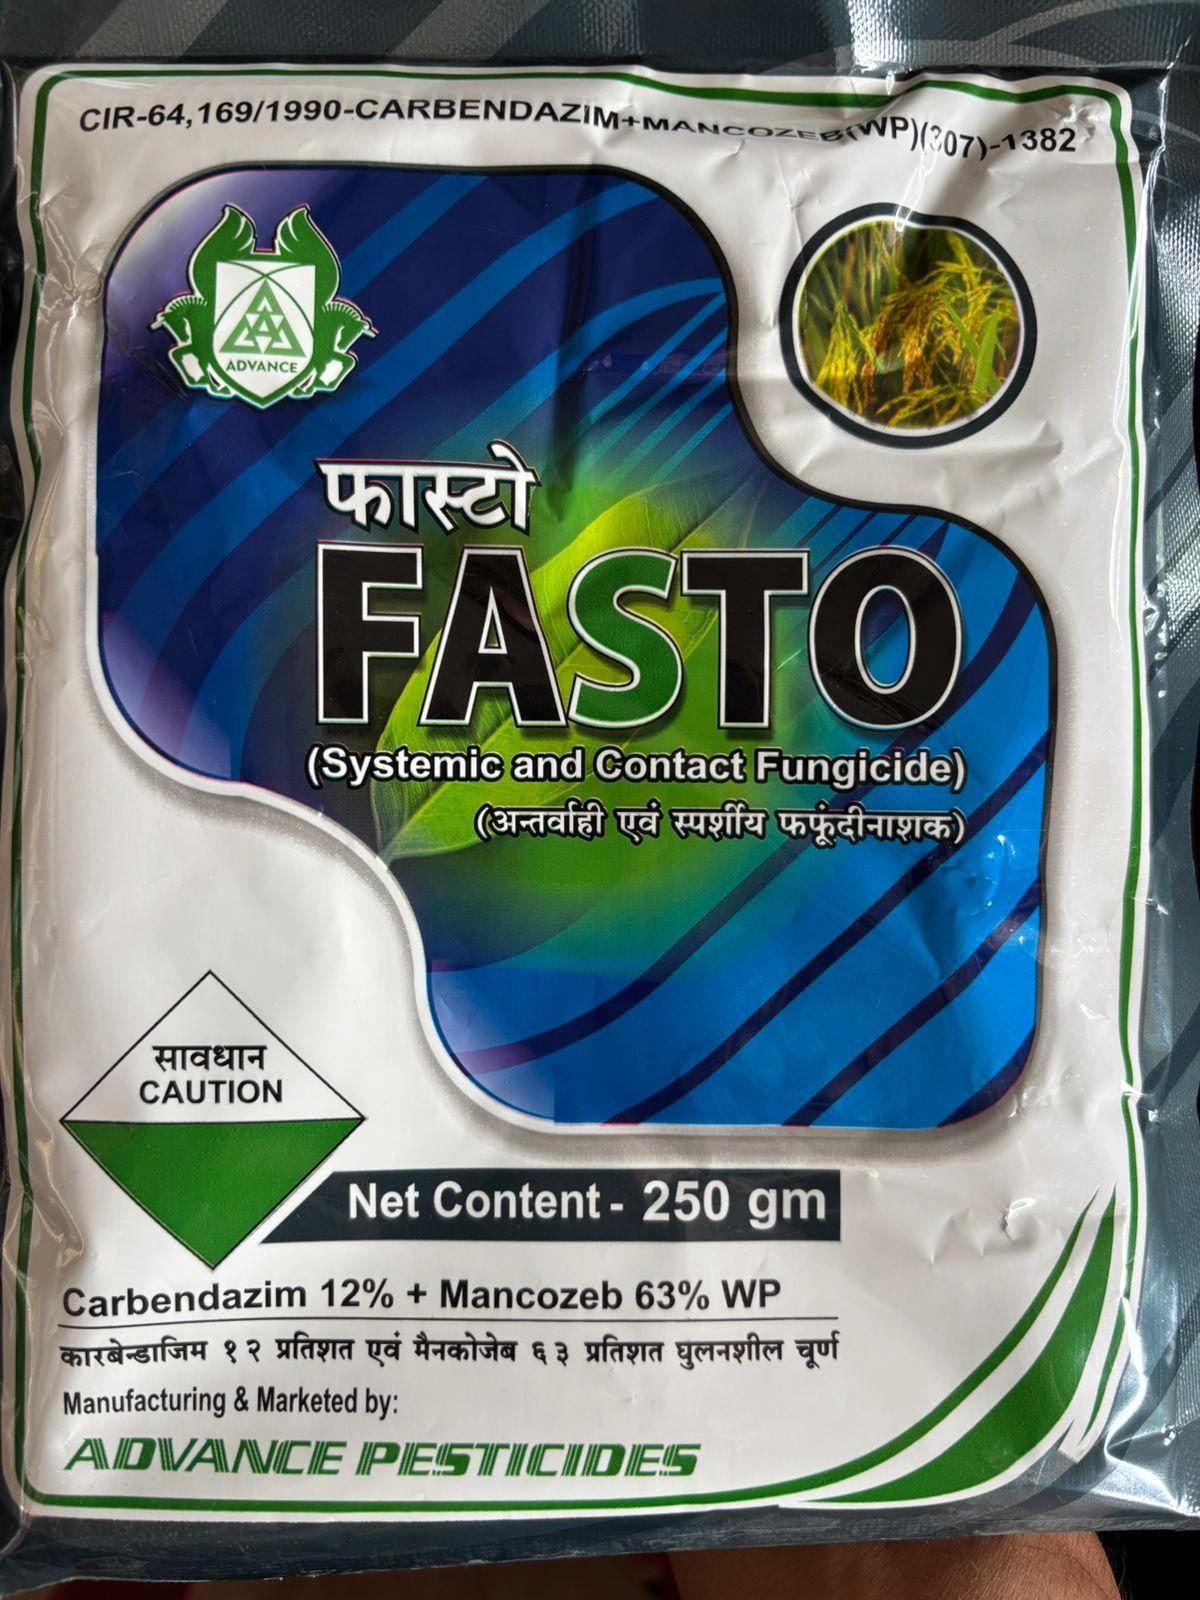 CIR-64,169/1990-CARBENDAZIM+MANCOZEB(WP)(307)-1382
ADVANCE
फास्टो
FASTO
(Systemic and Contact Fungicide)
(अन्तर्वाही एवं स्पर्शीय फफूंदीनाशक)
सावधान
CAUTION
Net Content - 250 gm
Carbendazim 12% + Mancozeb 63% WP
कारबेन्डाजिम १२ प्रतिशत एवं मैनकोजेब ६३ प्रतिशत घुलनशील चूर्ण
Manufacturing & Marketed by:
ADVANCE PESTICIDES